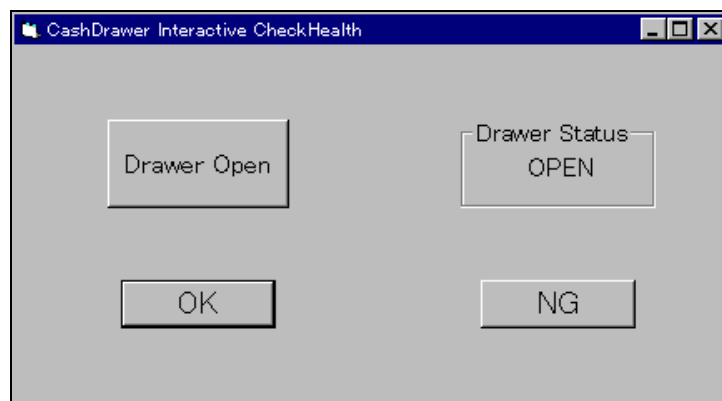 CashDrawer Interactive CheckHealth
Drawer Open
Drawer Status
OPEN
OK
NG